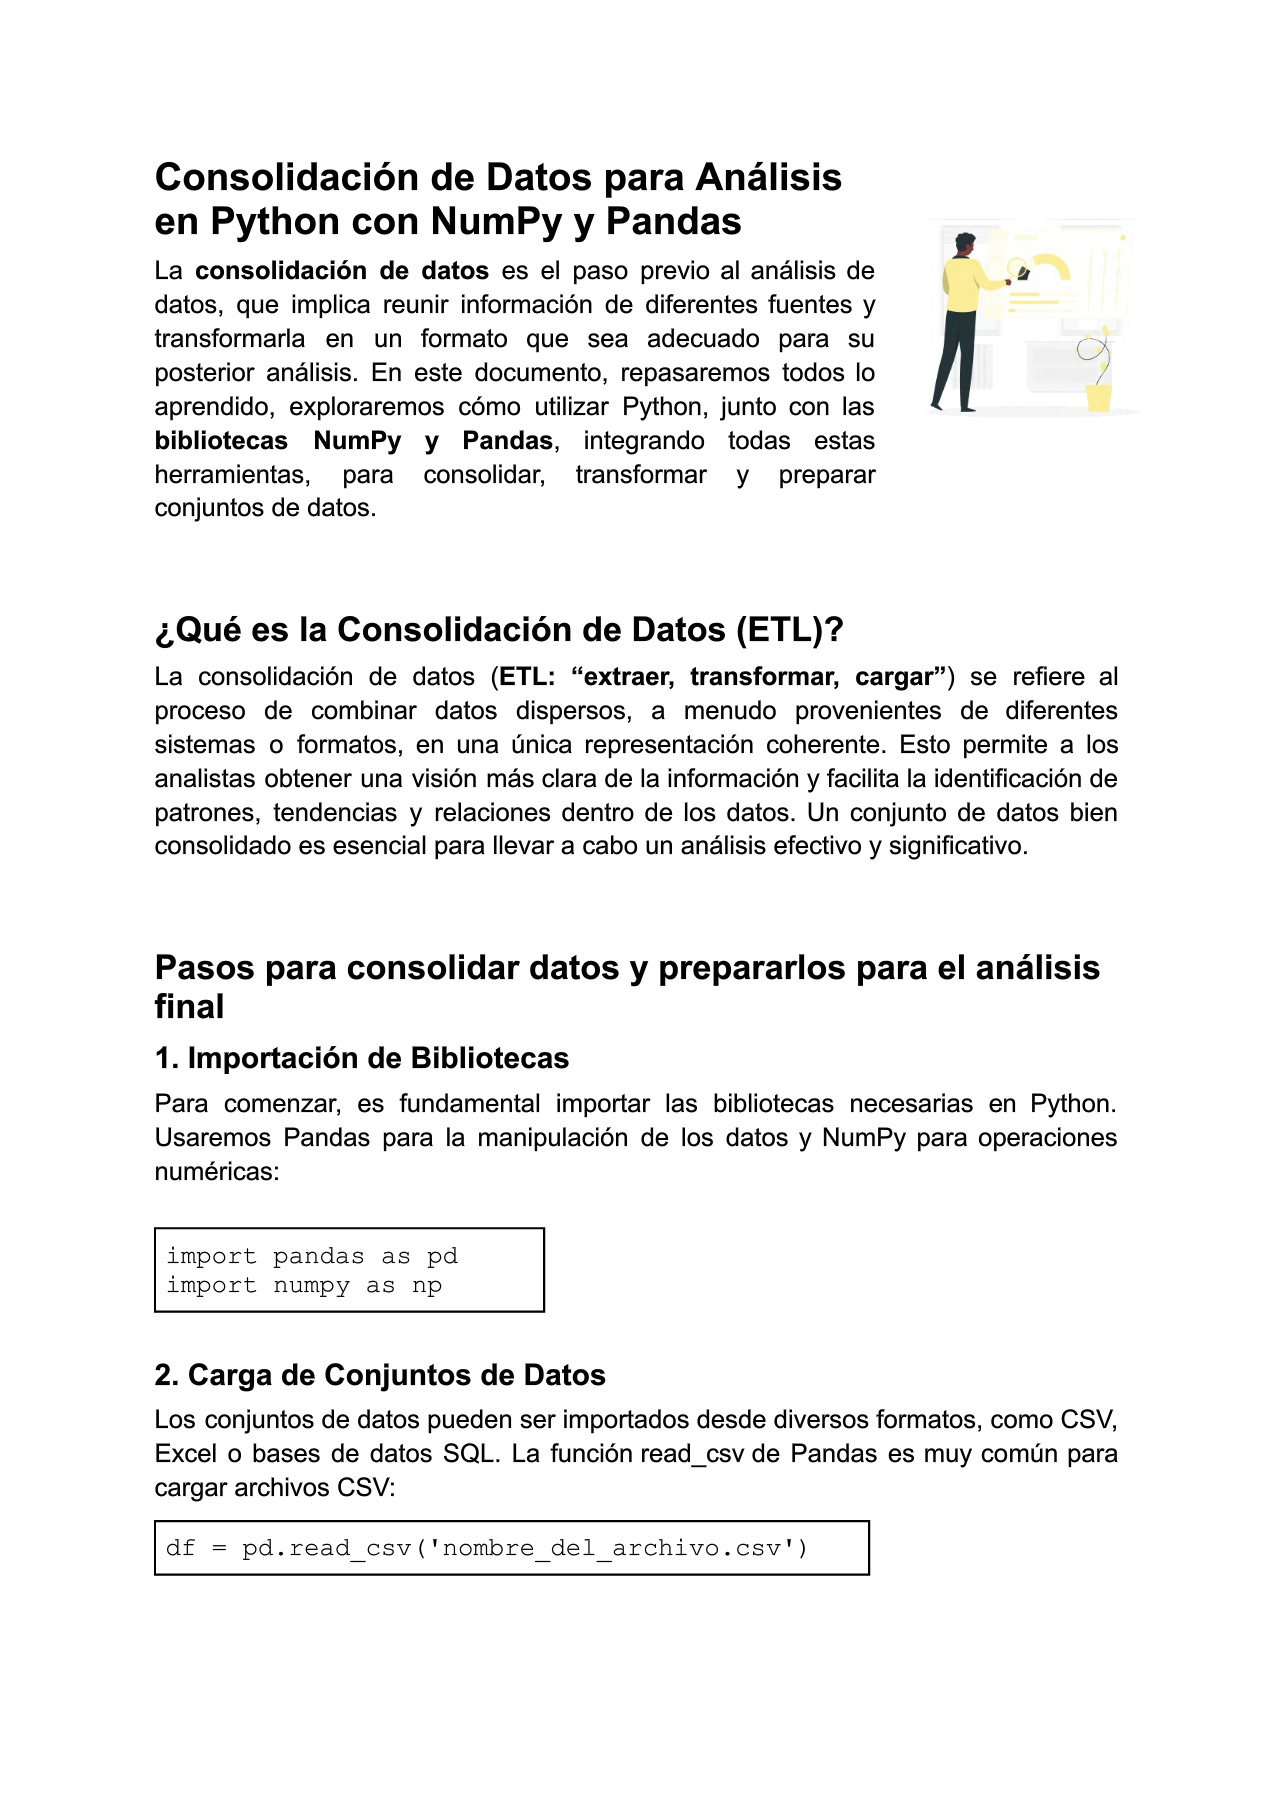 Consolidación de Datos para Análisis
en Python con NumPy y Pandas
La consolidación de datos es el paso previo al análisis de
datos, que implica reunir información de diferentes fuentes y
transformarla en un formato que sea adecuado para su
posterior análisis. En este documento, repasaremos todos lo
aprendido, exploraremos cómo utilizar Python, junto con las
bibliotecas NumPy y Pandas, integrando todas estas
herramientas, para consolidar, transformar y preparar
conjuntos de datos.
¿Qué es la Consolidación de Datos (ETL)?
La consolidación de datos (ETL: “extraer, transformar, cargar”) se refiere al
proceso de combinar datos dispersos, a menudo provenientes de diferentes
sistemas o formatos, en una única representación coherente. Esto permite a los
analistas obtener una visión más clara de la información y facilita la identificación de
patrones, tendencias y relaciones dentro de los datos. Un conjunto de datos bien
consolidado es esencial para llevar a cabo un análisis efectivo y significativo.
Pasos para consolidar datos y prepararlos para el análisis
final
1. Importación de Bibliotecas
Para comenzar, es fundamental importar las bibliotecas necesarias en Python.
Usaremos Pandas para la manipulación de los datos y NumPy para operaciones
numéricas:
import pandas as pd
import numpy as np
2. Carga de Conjuntos de Datos
Los conjuntos de datos pueden ser importados desde diversos formatos, como CSV,
Excel o bases de datos SQL. La función read_csv de Pandas es muy común para
cargar archivos CSV:
df = pd.read_csv('nombre_del_archivo.csv')